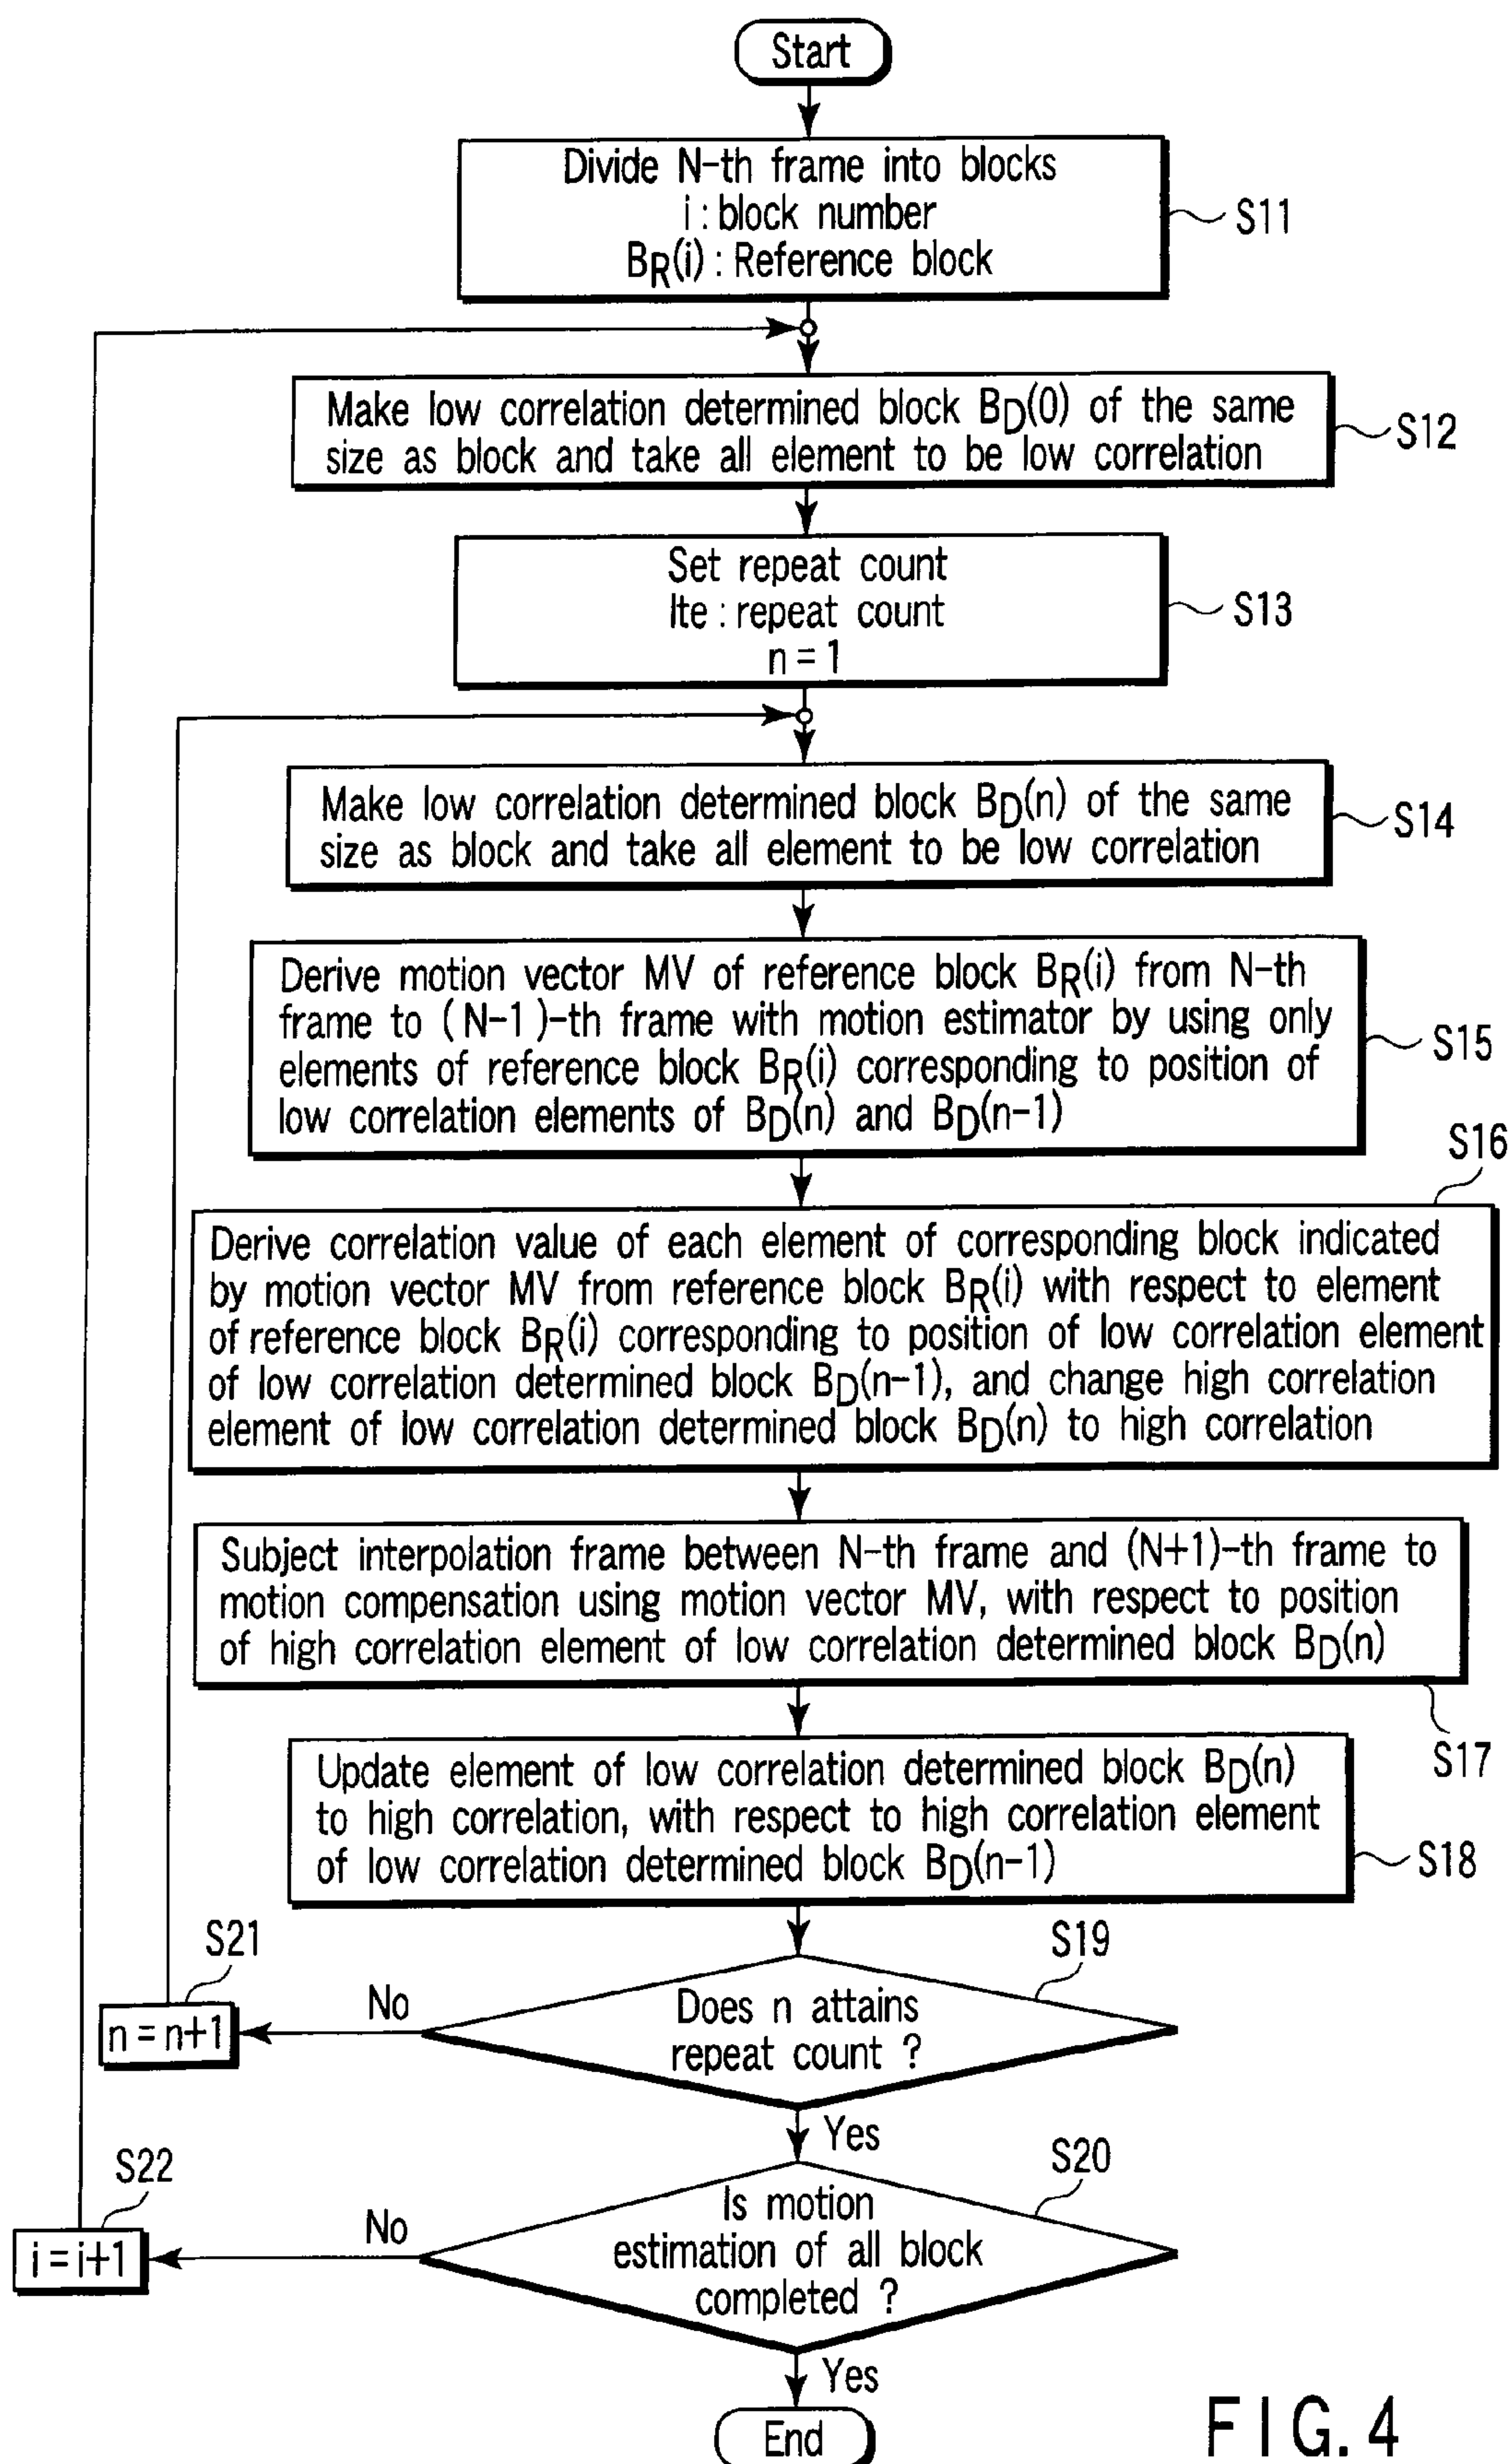 Start
Divide N-th frame into blocks
i : block number
BR(i) : Reference block
S11
Make low correlation determined block BD(0) of the same
size as block and take all element to be low correlation
S12
Set repeat count
Ite : repeat count
n = 1
S13
Make low correlation determined block BD(n) of the same
size as block and take all element to be low correlation
S14
Derive motion vector MV of reference block BR(i) from N-th
frame to (N-1)-th frame with motion estimator by using only
elements of reference block BR(i) corresponding to position of
low correlation elements of BD(n) and BD(n-1)
S15
S16
Derive correlation value of each element of corresponding block indicated
by motion vector MV from reference block BR(i) with respect to element
of reference block BR(i) corresponding to position of low correlation element
of low correlation determined block BD(n-1), and change high correlation
element of low correlation determined block BD(n) to high correlation
Subject interpolation frame between N-th frame and (N+1)-th frame to
motion compensation using motion vector MV, with respect to position
of high correlation element of low correlation determined block BD(n)
S17
Update element of low correlation determined block BD(n)
to high correlation, with respect to high correlation element
of low correlation determined block BD(n-1)
S18
S21
S19
n = n+1
No
Does n attains
repeat count ?
Yes
S22
S20
i = i+1
No
Is motion
estimation of all block
completed ?
Yes
End
FIG. 4